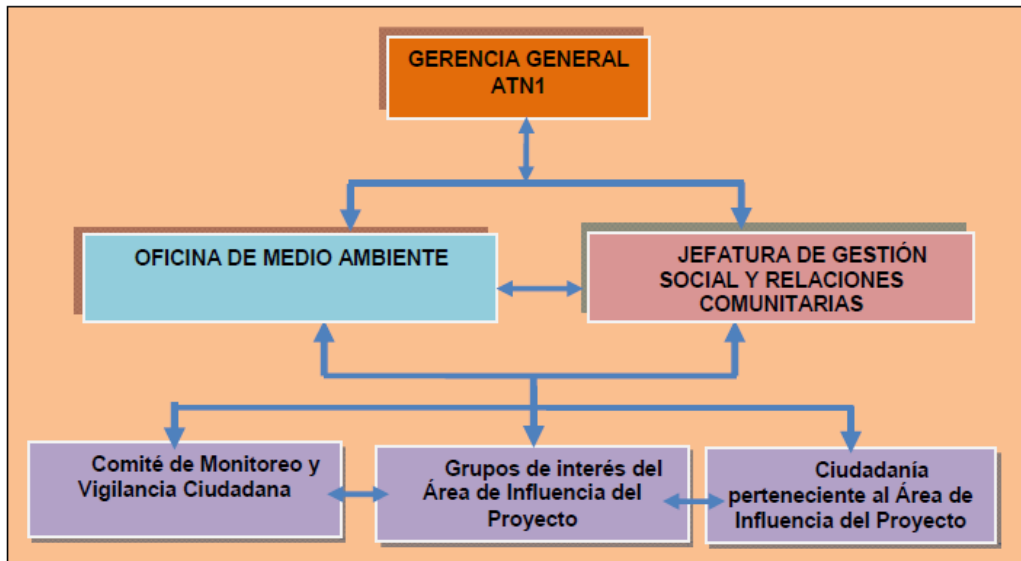 GERENCIA GENERAL
ATN1
OFICINA DE MEDIO AMBIENTE
JEFATURA DE GESTIÓN
SOCIAL Y RELACIONES
COMUNITARIAS
Comité de Monitoreo y
Vigilancia Ciudadana
Grupos de interés del
Área de Influencia del
Proyecto
Ciudadanía
perteneciente al Área de
Influencia del Proyecto